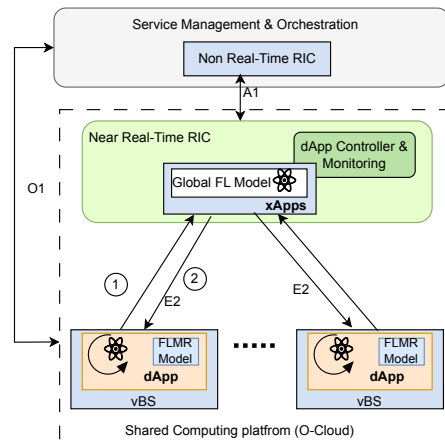 Service Management & Orchestration
Non Real-Time RIC
A1
Near Real-Time RIC
dApp Controller &
Monitoring
Global FL Model
xApps
O1
1
2
E2
E2
FLMR
Model
dApp
vBS
FLMR
Model
dApp
vBS
Shared Computing platfrom (O-Cloud)